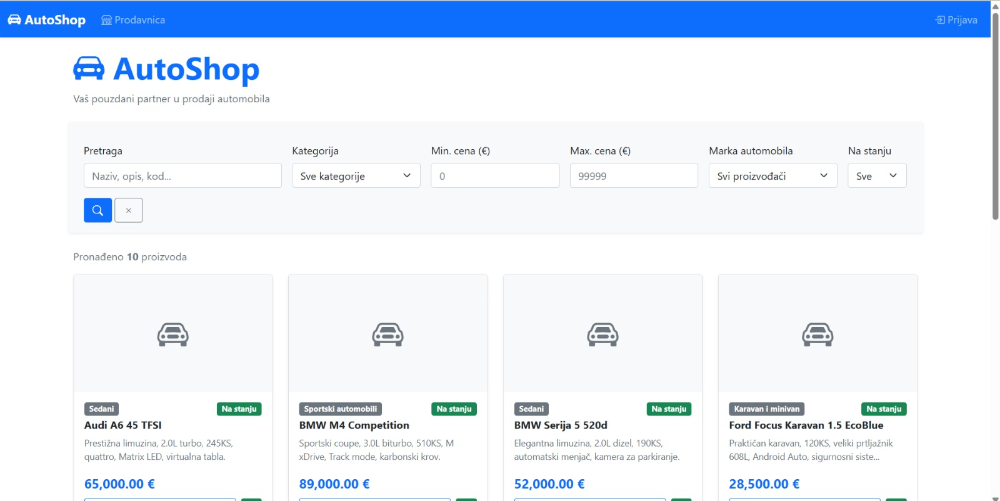 AutoShop Prodavnica Prijava
AutoShop
Vaš pouzdani partner u prodaji automobila
Pretraga Kategorija Min. cena (€) Max. cena (€) Marka automobila Na stanju
Naziv, opis, kod... Sve kategorije 0 99999 Svi proizvođači Sve
Pronađeno 10 proizvoda
Sedani Na stanju
Audi A6 45 TFSI
Prestižna limuzina, 2.0L turbo, 245KS,
quattro, Matrix LED, virtualna tabla.
65,000.00 €
Sportski automobili Na stanju
BMW M4 Competition
Sportski coupe, 3.0L biturbo, 510KS, M
xDrive, Track mode, karbonski krov.
89,000.00 €
Sedani Na stanju
BMW Serija 5 520d
Elegantna limuzina, 2.0L dizel, 190KS,
automatski menjač, kamera za parkiranje.
52,000.00 €
Karavan i minivan Na stanju
Ford Focus Karavan 1.5 EcoBlue
Praktičan karavan, 120KS, veliki prtljažnik
608L, Android Auto, sigurnosni siste...
28,500.00 €